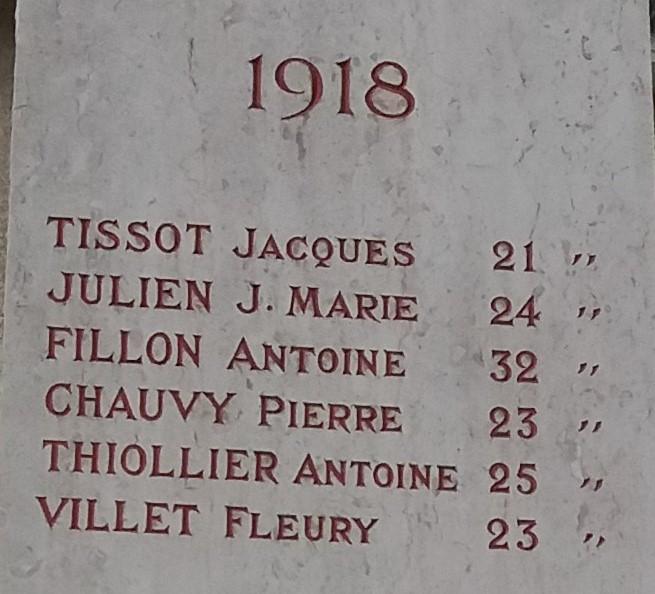 1918
TISSOT JACQUES 21 ,,
JULIEN J. MARIE 24 ,,
FILLON ANTOINE 32 ,,
CHAUVY PIERRE 23 ,,
THIOLLIER ANTOINE 25 ,,
VILLET FLEURY 23 ,,